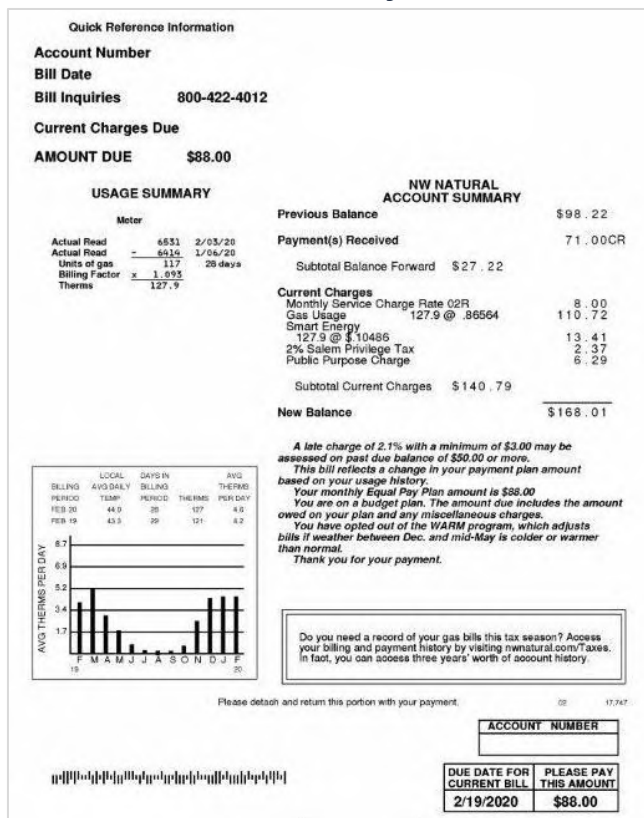 Quick Reference Information
Account Number
Bill Date
Bill Inquiries 800-422-4012
Current Charges Due
AMOUNT DUE $88.00
USAGE SUMMARY
Meter
Actual Read 6531 2/03/20
Actual Read - 6414 1/06/20
Units of gas 117 28 days
Billing Factor x 1.093
Therms 127.9
NW NATURAL
ACCOUNT SUMMARY
Previous Balance $98.22
Payment(s) Received 71.00CR
Subtotal Balance Forward $27.22
Current Charges
Monthly Service Charge Rate 02R 8.00
Gas Usage 127.9 @ .86564 110.72
Smart Energy
127.9 @ $.10486 13.41
2% Salem Privilege Tax 2.37
Public Purpose Charge 6.29
Subtotal Current Charges $140.79
New Balance $168.01
A late charge of 2.1% with a minimum of $3.00 may be
assessed on past due balance of $50.00 or more.
This bill reflects a change in your payment plan amount
based on your usage history.
Your monthly Equal Pay Plan amount is $88.00
You are on a budget plan. The amount due includes the amount
owed on your plan and any miscellaneous charges.
You have opted out of the WARM program, which adjusts
bills if weather between Dec. and mid-May is colder or warmer
than normal.
Thank you for your payment.
LOCAL DAYS IN AVG
BILLING AVG DAILY BILLING THERMS
PERIOD TEMP PERIOD THERMS PER DAY
FEB 20 44.0 28 127 4.6
FEB 19 43.5 29 121 4.2
AVG THERMS PER DAY
8.7
6.9
5.2
3.4
1.7
F M A M J J A S O N D J F
19 20
Do you need a record of your gas bills this tax season? Access
your billing and payment history by visiting nwnatural.com/Taxes.
In fact, you can access three years' worth of account history.
Please detach and return this portion with your payment. 02 17,747
ACCOUNT NUMBER
DUE DATE FOR CURRENT BILL PLEASE PAY THIS AMOUNT
2/19/2020 $88.00